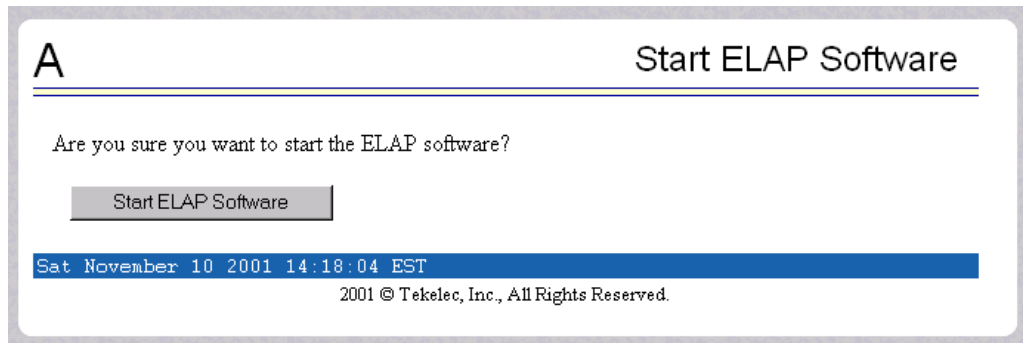 A
Start ELAP Software
Are you sure you want to start the ELAP software?
Start ELAP Software
Sat November 10 2001 14:18:04 EST
2001 © Tekelec, Inc., All Rights Reserved.